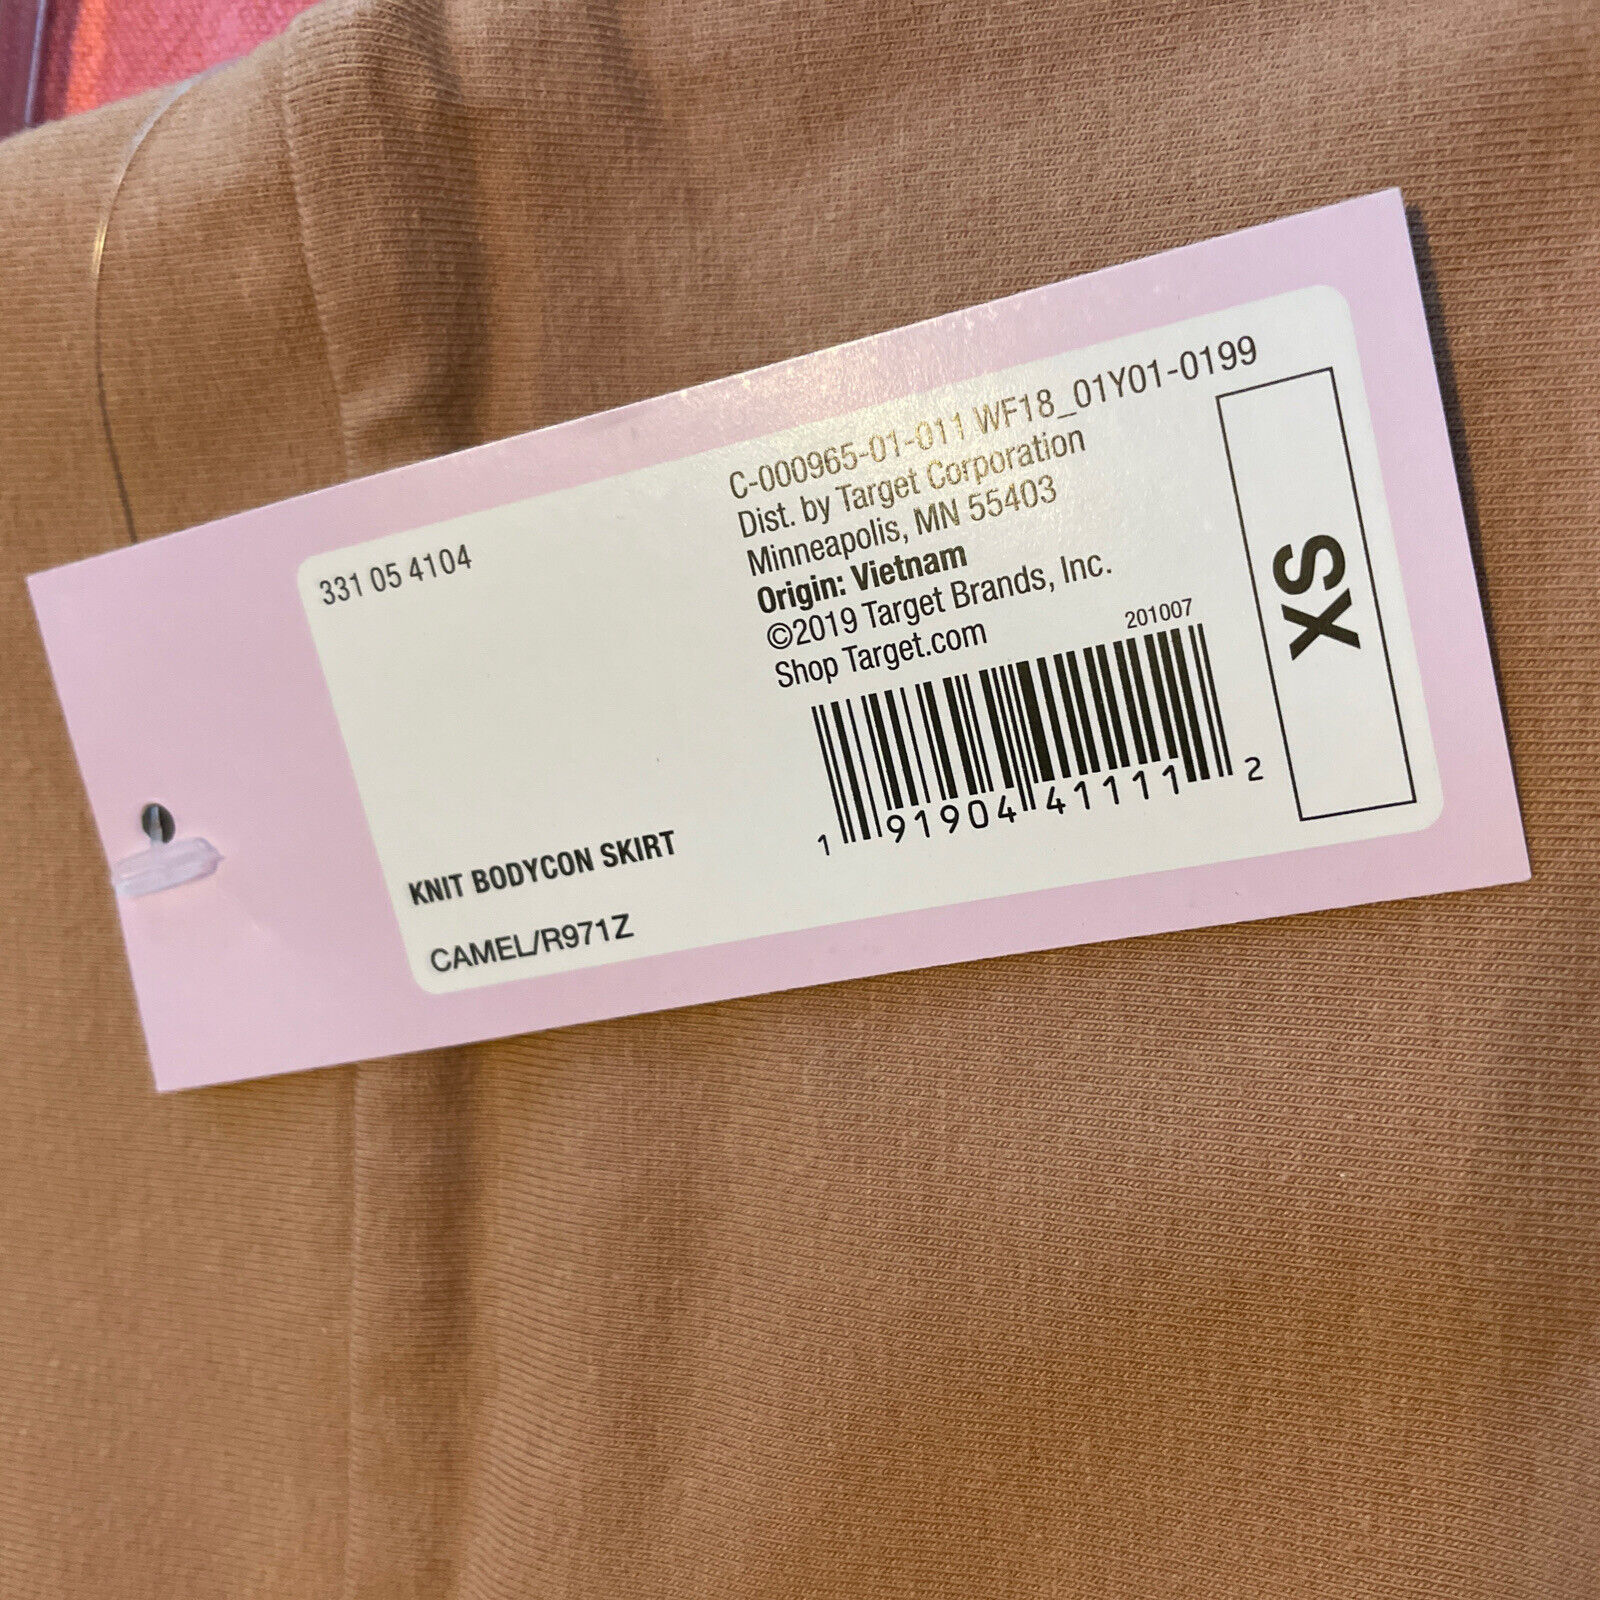 331 05 4104
C-000965-01-011 WF18_01Y01-0199
Dist. by Target Corporation
Minneapolis, MN 55403
Origin: Vietnam
©2019 Target Brands, Inc.
Shop Target.com
201007
1 91904 41111 2
XS
KNIT BODYCON SKIRT
CAMEL/R971Z